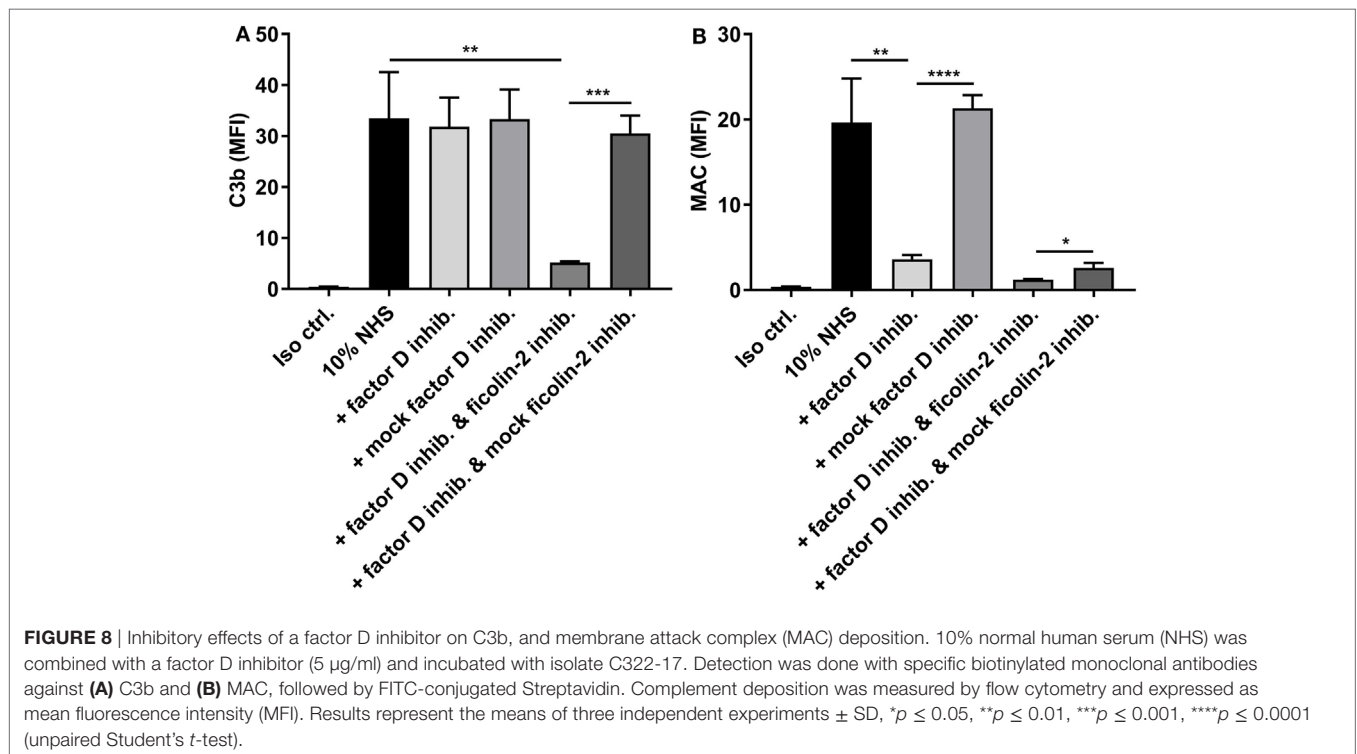 A
50
40
30
20
10
0
C3b (MFI)
**
***
Iso ctrl.
10% NHS
+ factor D inhib.
+ mock factor D inhib.
+ factor D inhib. & ficolin-2 inhib.
+ factor D inhib. & mock ficolin-2 inhib.
B
30
20
10
0
MAC (MFI)
**
****
*
Iso ctrl.
10% NHS
+ factor D inhib.
+ mock factor D inhib.
+ factor D inhib. & ficolin-2 inhib.
+ factor D inhib. & mock ficolin-2 inhib.
FIGURE 8 | Inhibitory effects of a factor D inhibitor on C3b, and membrane attack complex (MAC) deposition. 10% normal human serum (NHS) was
combined with a factor D inhibitor (5 µg/ml) and incubated with isolate C322-17. Detection was done with specific biotinylated monoclonal antibodies
against (A) C3b and (B) MAC, followed by FITC-conjugated Streptavidin. Complement deposition was measured by flow cytometry and expressed as
mean fluorescence intensity (MFI). Results represent the means of three independent experiments ± SD, *p ≤ 0.05, **p ≤ 0.01, ***p ≤ 0.001, ****p ≤ 0.0001
(unpaired Student's t-test).